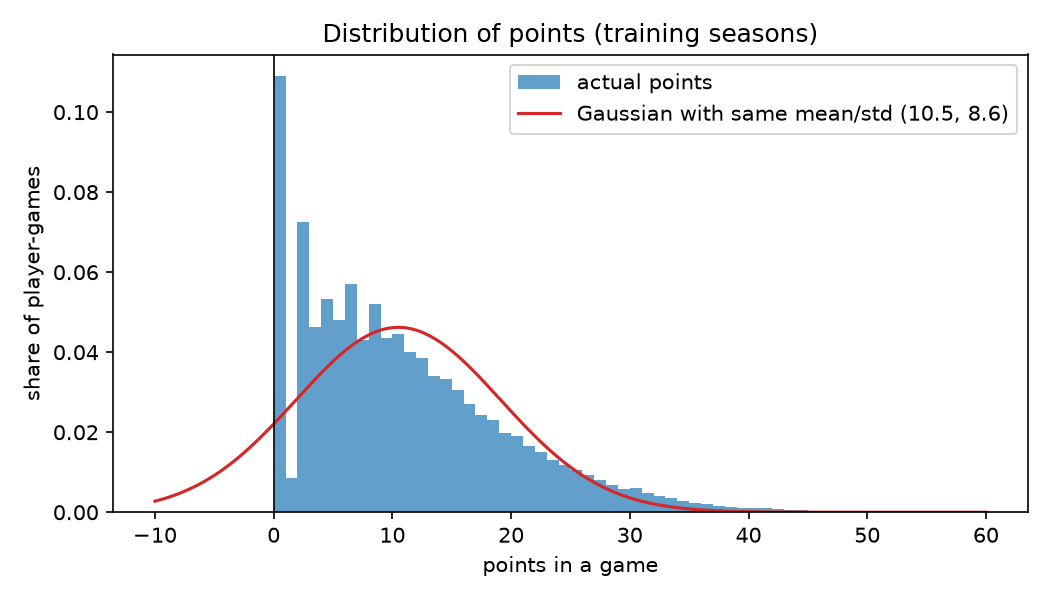 Distribution of points (training seasons)
actual points
Gaussian with same mean/std (10.5, 8.6)
share of player-games
0.10
0.08
0.06
0.04
0.02
0.00
−10 0 10 20 30 40 50 60
points in a game